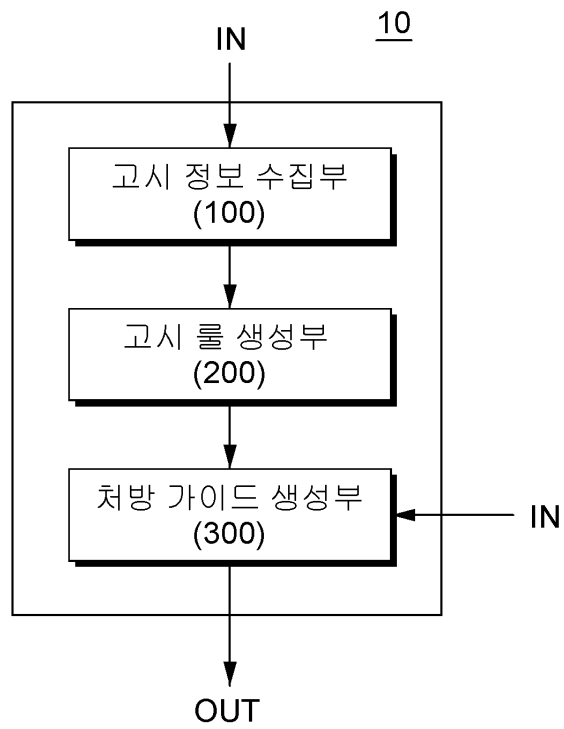 10
IN
고시 정보 수집부
(100)
고시 룰 생성부
(200)
처방 가이드 생성부
(300)
IN
OUT